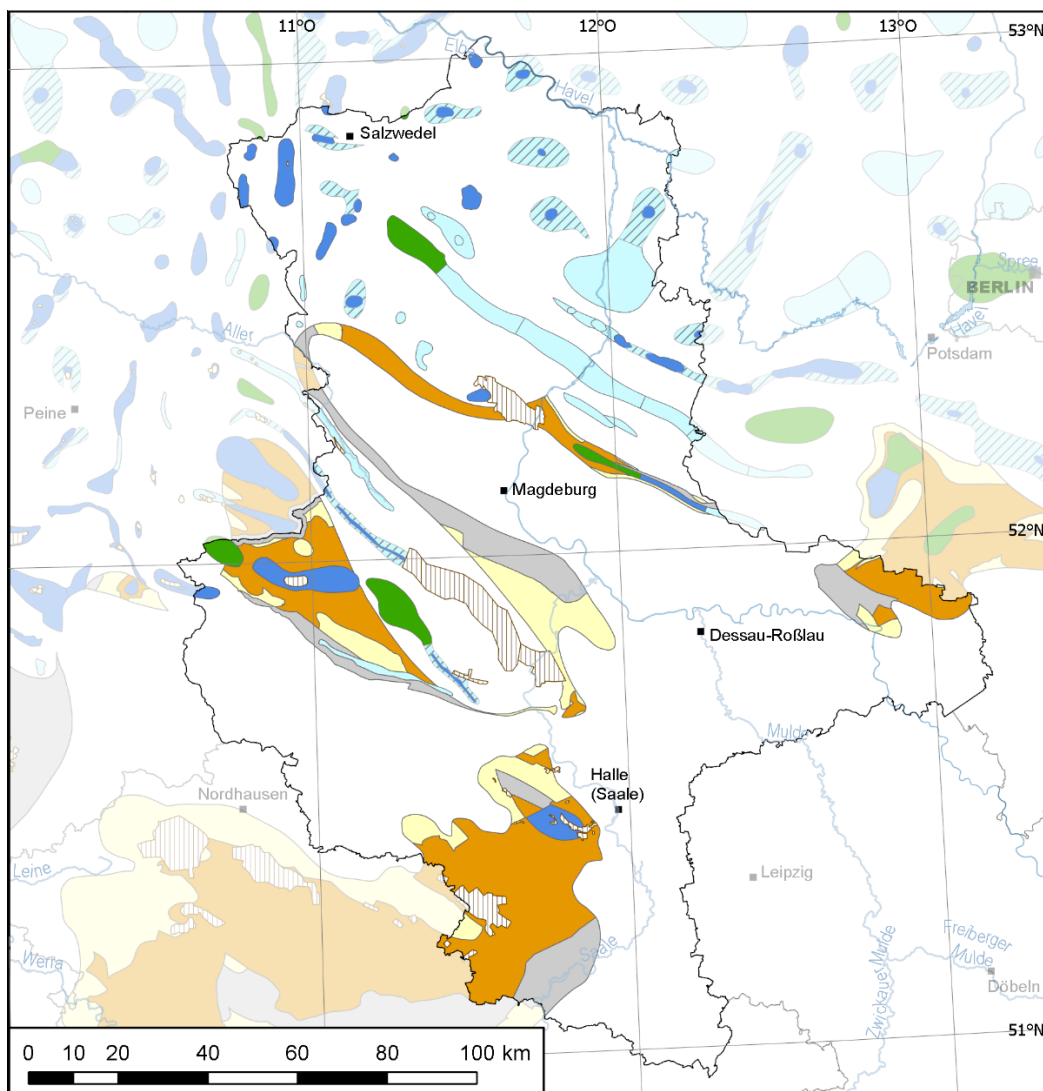 11°O
12°O
13°O
53°N
Elbe
Havel
Salzwedel
Spree
BERLIN
Havel
Aller
Potsdam
Peine
Magdeburg
52°N
Dessau-Roßlau
Mulde
Halle
(Saale)
Nordhausen
Leine
Leipzig
Saale
Zwickauer Mulde
Freiberger
Mulde
Werra
Döbeln
51°N
0 10 20 40 60 80 100 km